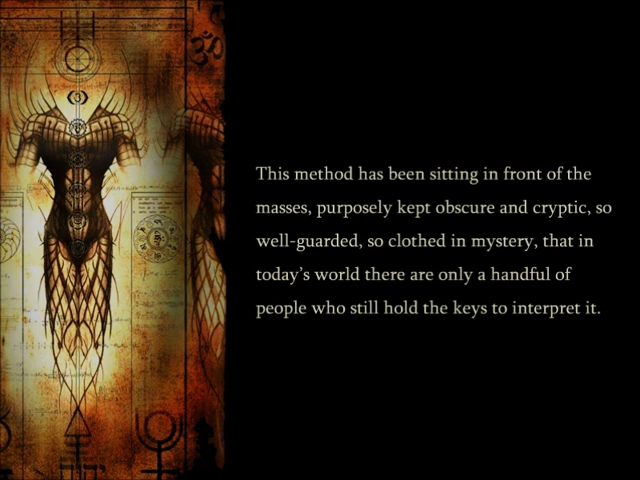 ॐ
This method has been sitting in front of the
masses, purposely kept obscure and cryptic, so
well-guarded, so clothed in mystery, that in
today’s world there are only a handful of
people who still hold the keys to interpret it.